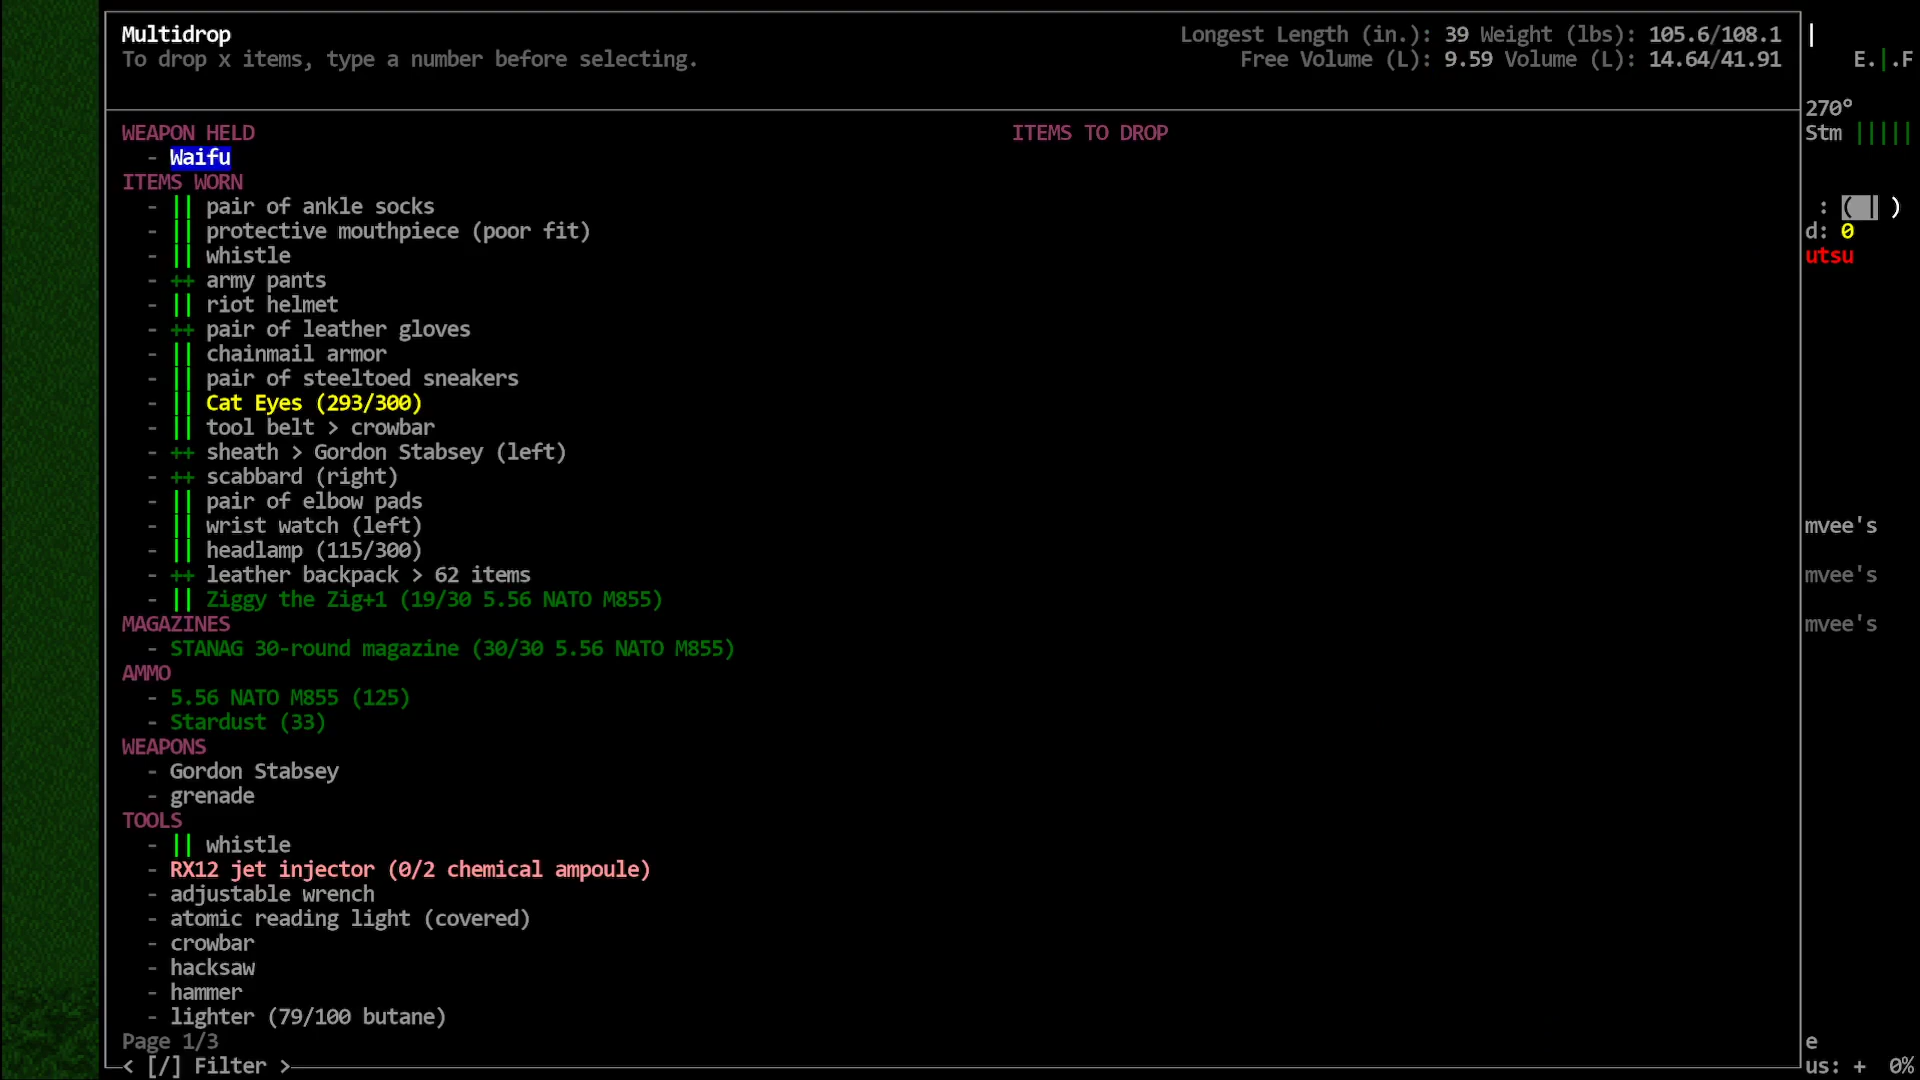 Multidrop Longest Length (in.): 39 Weight (lbs): 105.6/108.1
To drop x items, type a number before selecting. Free Volume (L): 9.59 Volume (L): 14.64/41.91 E.|.F
270°
WEAPON HELD ITEMS TO DROP Stm |||||
- Waifu
ITEMS WORN
- || pair of ankle socks : ( | )
- || protective mouthpiece (poor fit) d: 0
- || whistle utsu
- ++ army pants
- || riot helmet
- ++ pair of leather gloves
- || chainmail armor
- || pair of steeltoed sneakers
- || Cat Eyes (293/300)
- || tool belt > crowbar
- ++ sheath > Gordon Stabsey (left)
- ++ scabbard (right)
- || pair of elbow pads
- || wrist watch (left) mvee's
- || headlamp (115/300)
- ++ leather backpack > 62 items mvee's
- || Ziggy the Zig+1 (19/30 5.56 NATO M855)
MAGAZINES mvee's
- STANAG 30-round magazine (30/30 5.56 NATO M855)
AMMO
- 5.56 NATO M855 (125)
- Stardust (33)
WEAPONS
- Gordon Stabsey
- grenade
TOOLS
- || whistle
- RX12 jet injector (0/2 chemical ampoule)
- adjustable wrench
- atomic reading light (covered)
- crowbar
- hacksaw
- hammer
- lighter (79/100 butane)
Page 1/3 e
< [/] Filter > us: + 0%